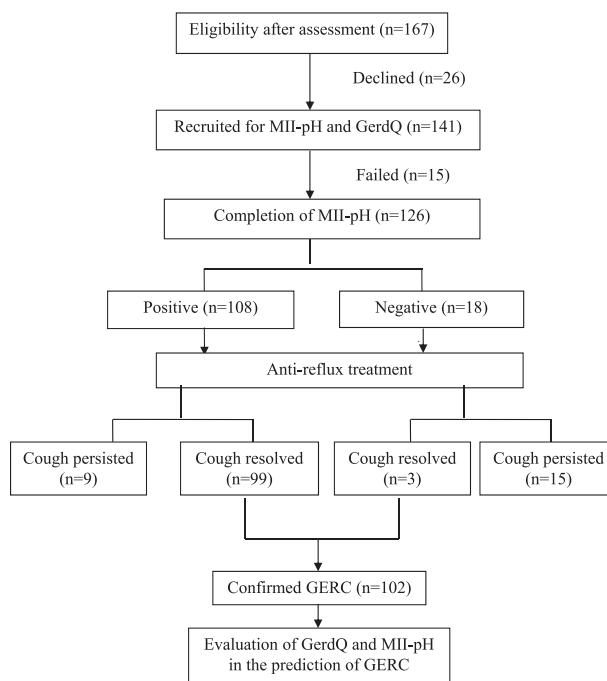 Eligibility after assessment (n=167)
Declined (n=26)
Recruited for MII-pH and GerdQ (n=141)
Failed (n=15)
Completion of MII-pH (n=126)
Positive (n=108)
Negative (n=18)
Anti-reflux treatment
Cough persisted
(n=9)
Cough resolved
(n=99)
Cough resolved
(n=3)
Cough persisted
(n=15)
Confirmed GERC (n=102)
Evaluation of GerdQ and MII-pH
in the prediction of GERC